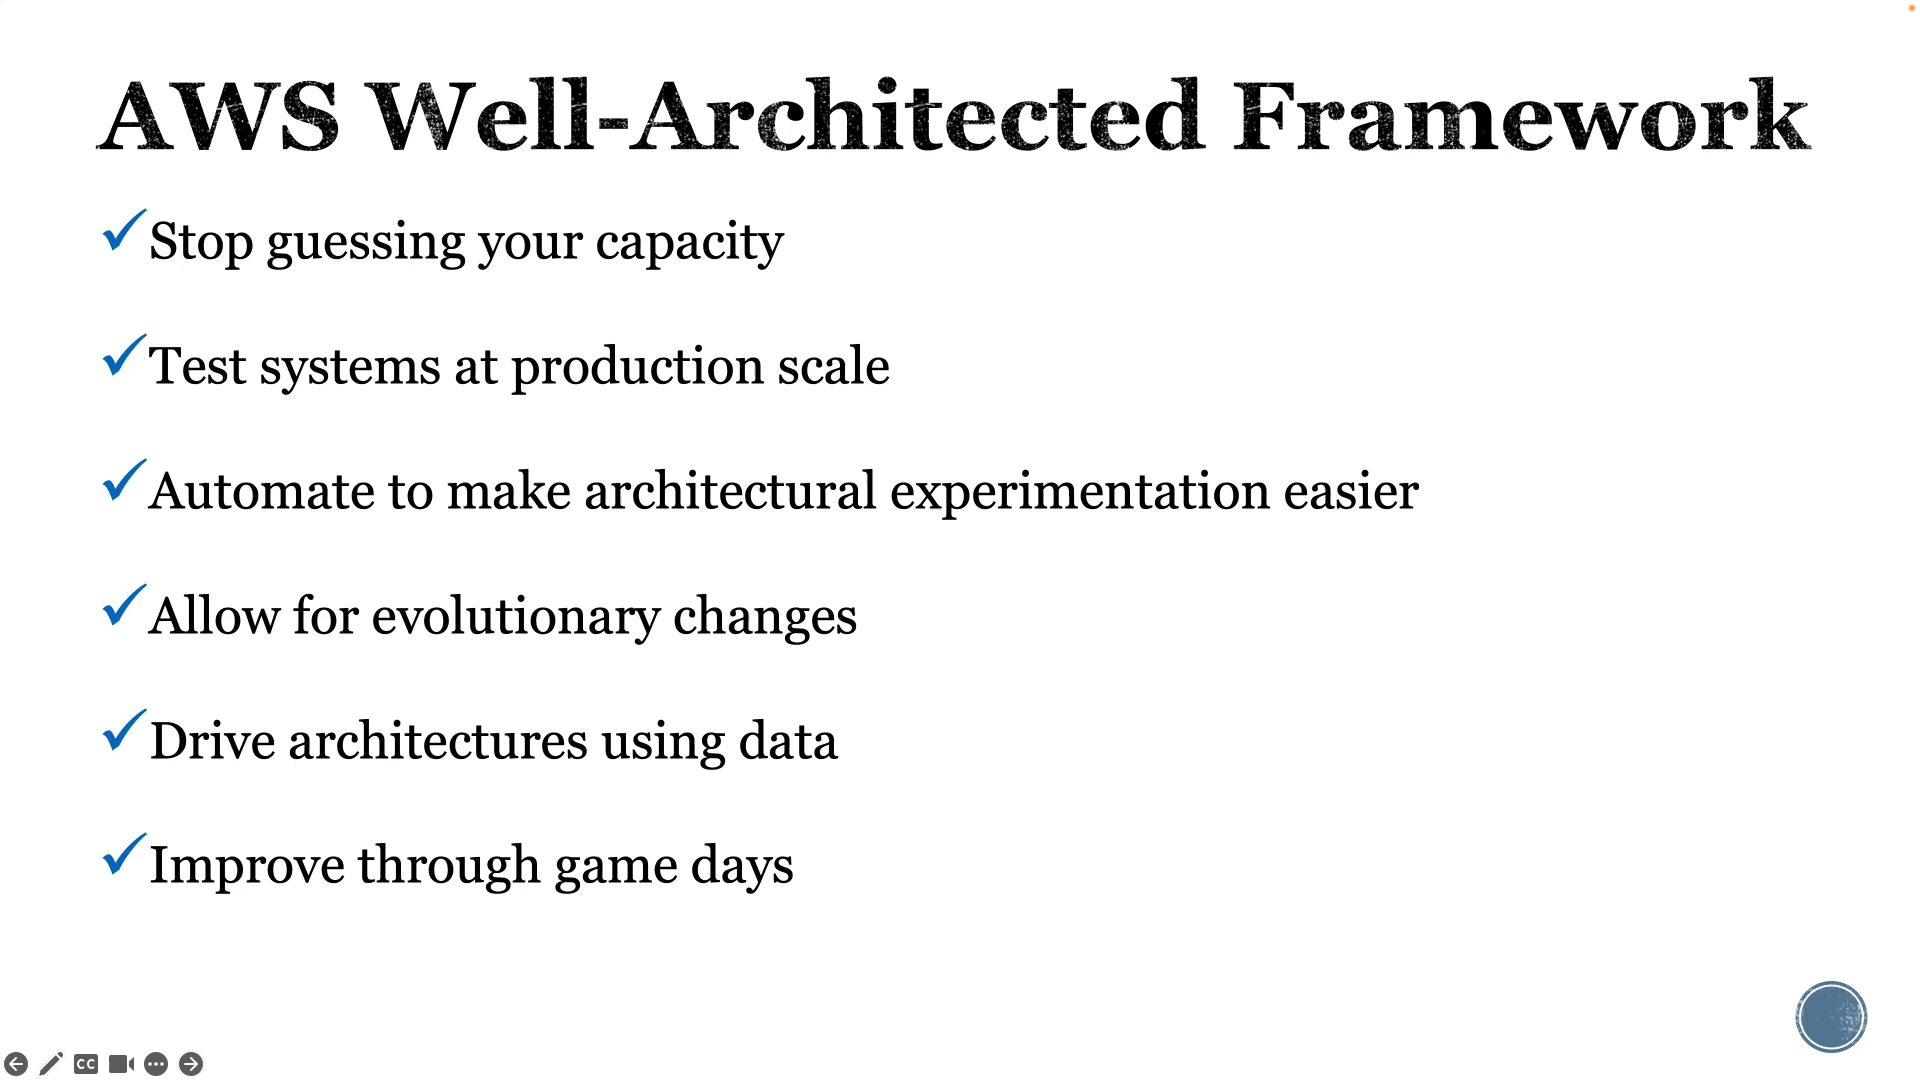 AWS Well-Architected Framework
Stop guessing your capacity
Test systems at production scale
Automate to make architectural experimentation easier
Allow for evolutionary changes
Drive architectures using data
Improve through game days
CC